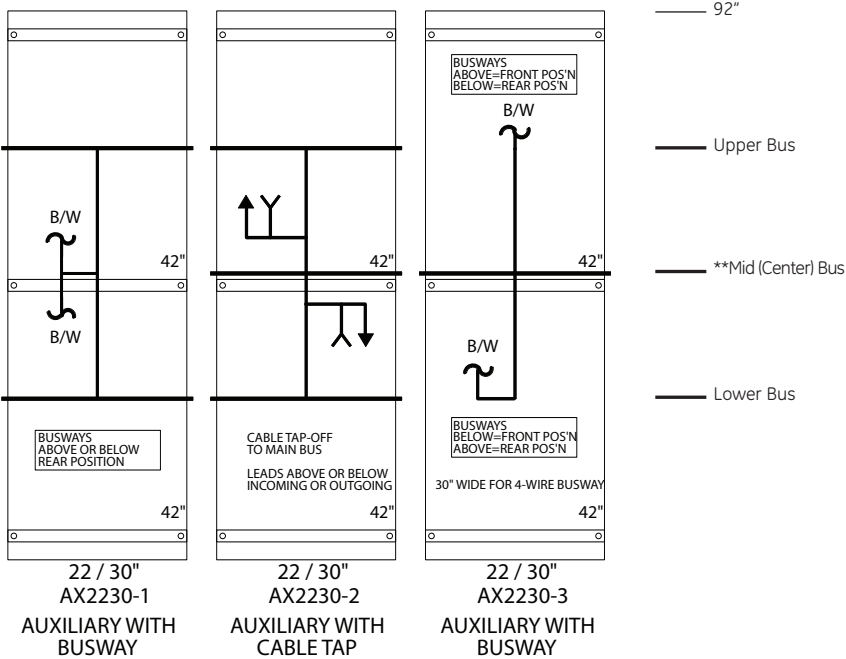 92"
BUSWAYS
ABOVE=FRONT POS'N
BELOW=REAR POS'N
B/W
Upper Bus
B/W
42"
42"
42"
**Mid (Center) Bus
B/W
B/W
Lower Bus
BUSWAYS
ABOVE OR BELOW
REAR POSITION
CABLE TAP-OFF
TO MAIN BUS
LEADS ABOVE OR BELOW
INCOMING OR OUTGOING
BUSWAYS
BELOW=FRONT POS'N
ABOVE=REAR POS'N
30" WIDE FOR 4-WIRE BUSWAY
42"
42"
42"
22 / 30"
AX2230-1
AUXILIARY WITH
BUSWAY
22 / 30"
AX2230-2
AUXILIARY WITH
CABLE TAP
22 / 30"
AX2230-3
AUXILIARY WITH
BUSWAY